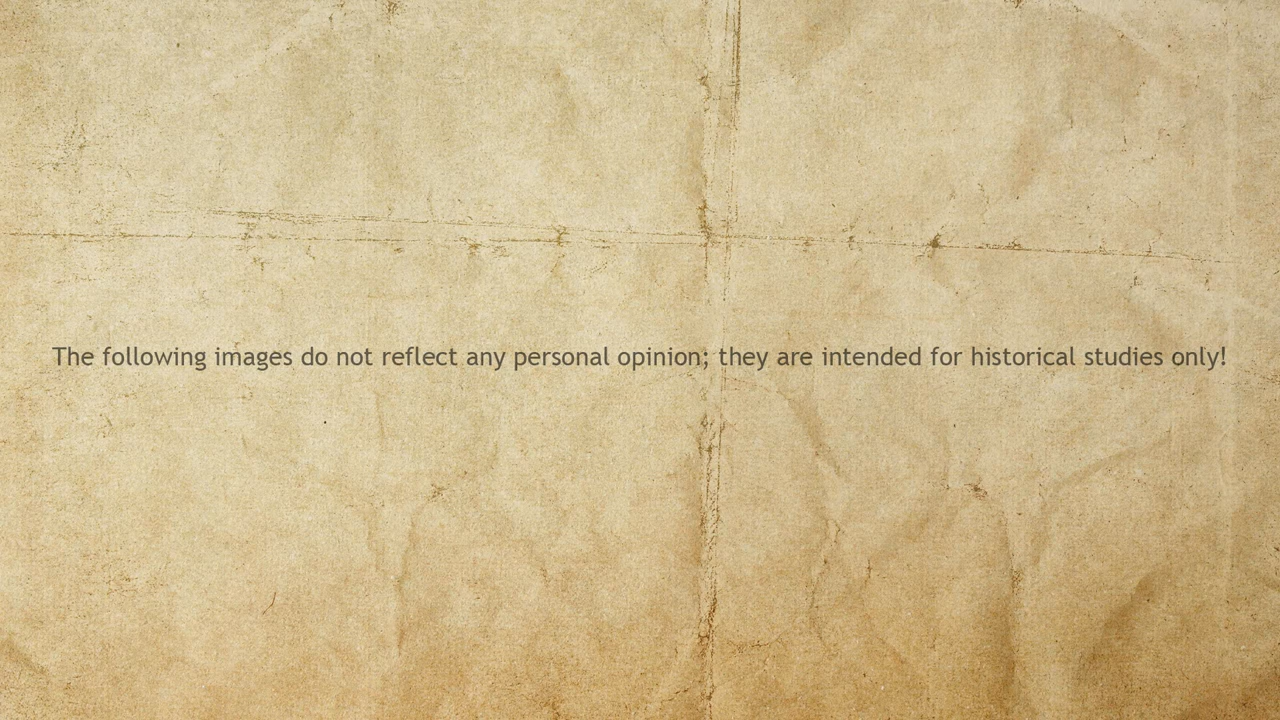 The following images do not reflect any personal opinion; they are intended for historical studies only!